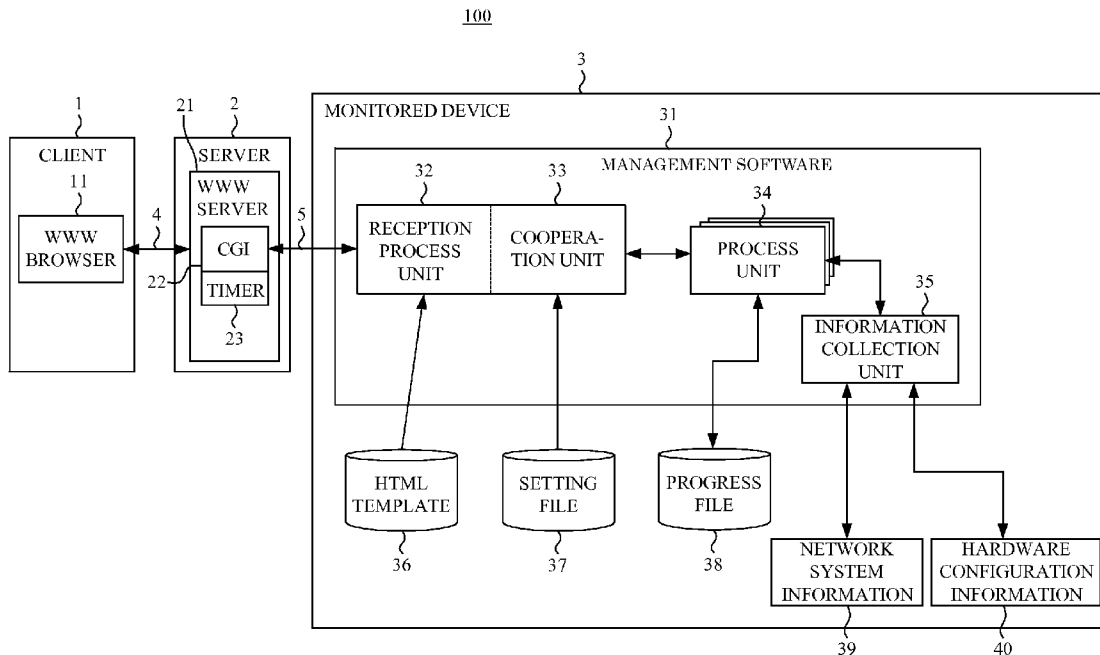 100
3
MONITORED DEVICE
1
CLIENT
11
WWW
BROWSER
4
21
2
SERVER
WWW
SERVER
CGI
22
TIMER
23
5
31
MANAGEMENT SOFTWARE
32
RECEPTION
PROCESS
UNIT
33
COOPERA-
TION UNIT
34
PROCESS
UNIT
35
INFORMATION
COLLECTION
UNIT
HTML
TEMPLATE
36
SETTING
FILE
37
PROGRESS
FILE
38
NETWORK
SYSTEM
INFORMATION
39
HARDWARE
CONFIGURATION
INFORMATION
40